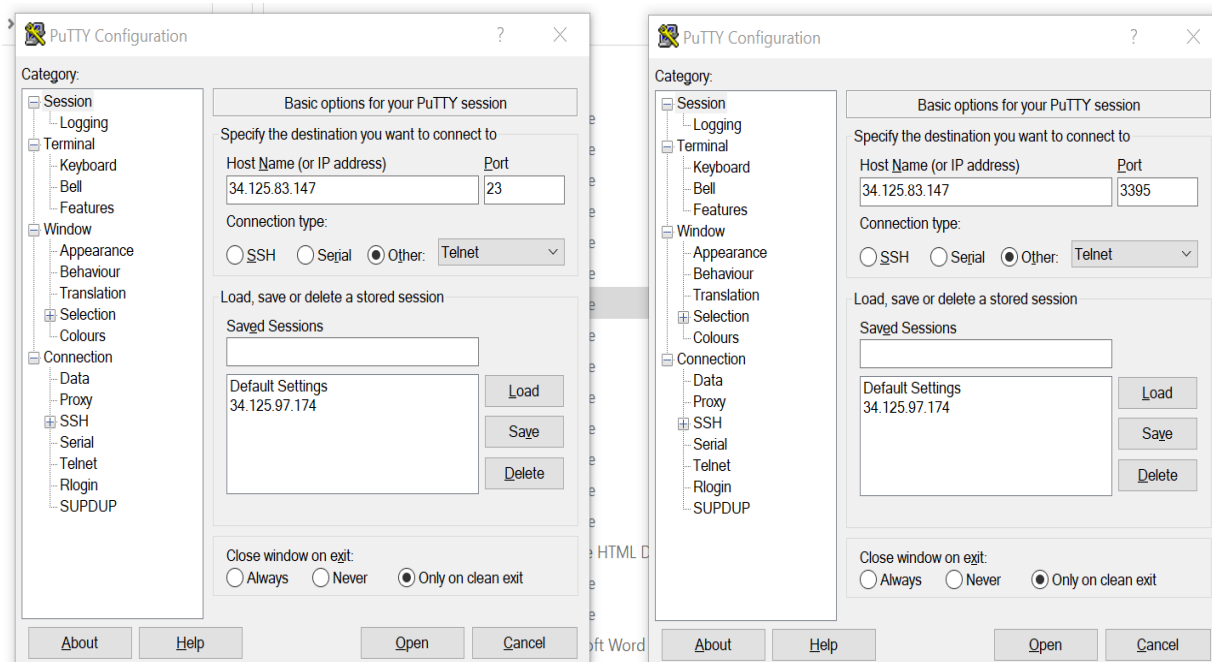 PuTTY Configuration
?
Category:
Session
Logging
Terminal
Keyboard
Bell
Features
Window
Appearance
Behaviour
Translation
Selection
Colours
Connection
Data
Proxy
SSH
Serial
Telnet
Rlogin
SUPDUP
Basic options for your PuTTY session
Specify the destination you want to connect to
Host Name (or IP address) Port
34.125.83.147 23
Connection type:
SSH Serial Other: Telnet
Load, save or delete a stored session
Saved Sessions
Default Settings
34.125.97.174
Load
Save
Delete
Close window on exit:
Always Never Only on clean exit
About Help Open Cancel
HTML D
oft Word
PuTTY Configuration
?
Category:
Session
Logging
Terminal
Keyboard
Bell
Features
Window
Appearance
Behaviour
Translation
Selection
Colours
Connection
Data
Proxy
SSH
Serial
Telnet
Rlogin
SUPDUP
Basic options for your PuTTY session
Specify the destination you want to connect to
Host Name (or IP address) Port
34.125.83.147 3395
Connection type:
SSH Serial Other: Telnet
Load, save or delete a stored session
Saved Sessions
Default Settings
34.125.97.174
Load
Save
Delete
Close window on exit:
Always Never Only on clean exit
About Help Open Cancel